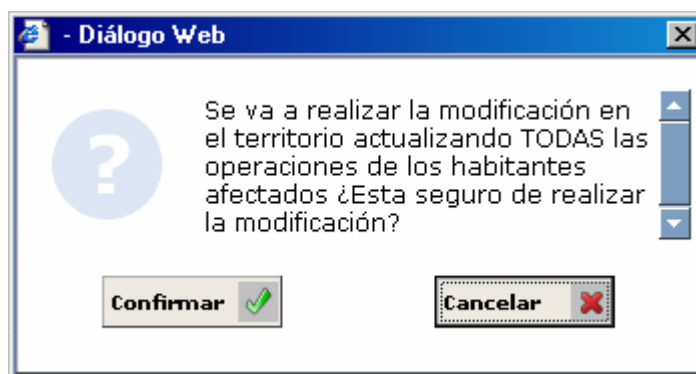 - Diálogo Web
Se va a realizar la modificación en
el territorio actualizando TODAS las
operaciones de los habitantes
afectados ¿Esta seguro de realizar
la modificación?
Confirmar
Cancelar